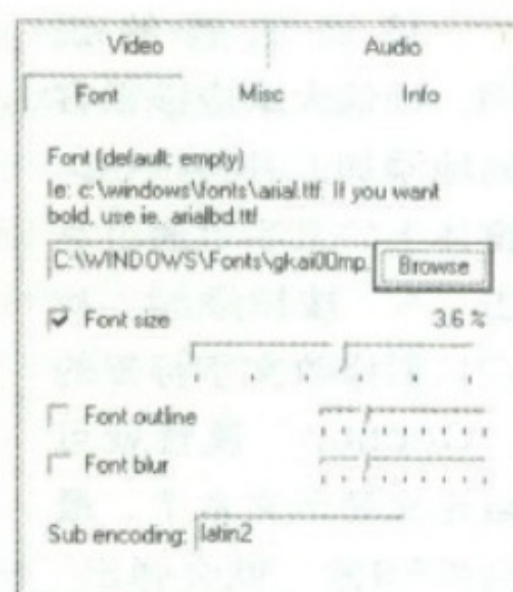 Video Audio
Font Misc Info
Font (default: empty)
Ie: c:\windows\fonts\arial.ttf. If you want
bold, use ie. arialbd.ttf
C:\WINDOWS\Fonts\gkai00mp. Browse
Font size 3.6 %
Font outline
Font blur
Sub encoding: latin2